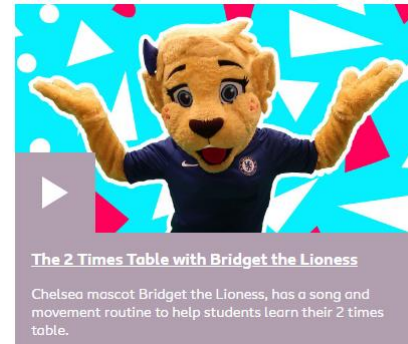 The 2 Times Table with Bridget the Lioness
Chelsea mascot Bridget the Lioness, has a song and
movement routine to help students learn their 2 times
table.